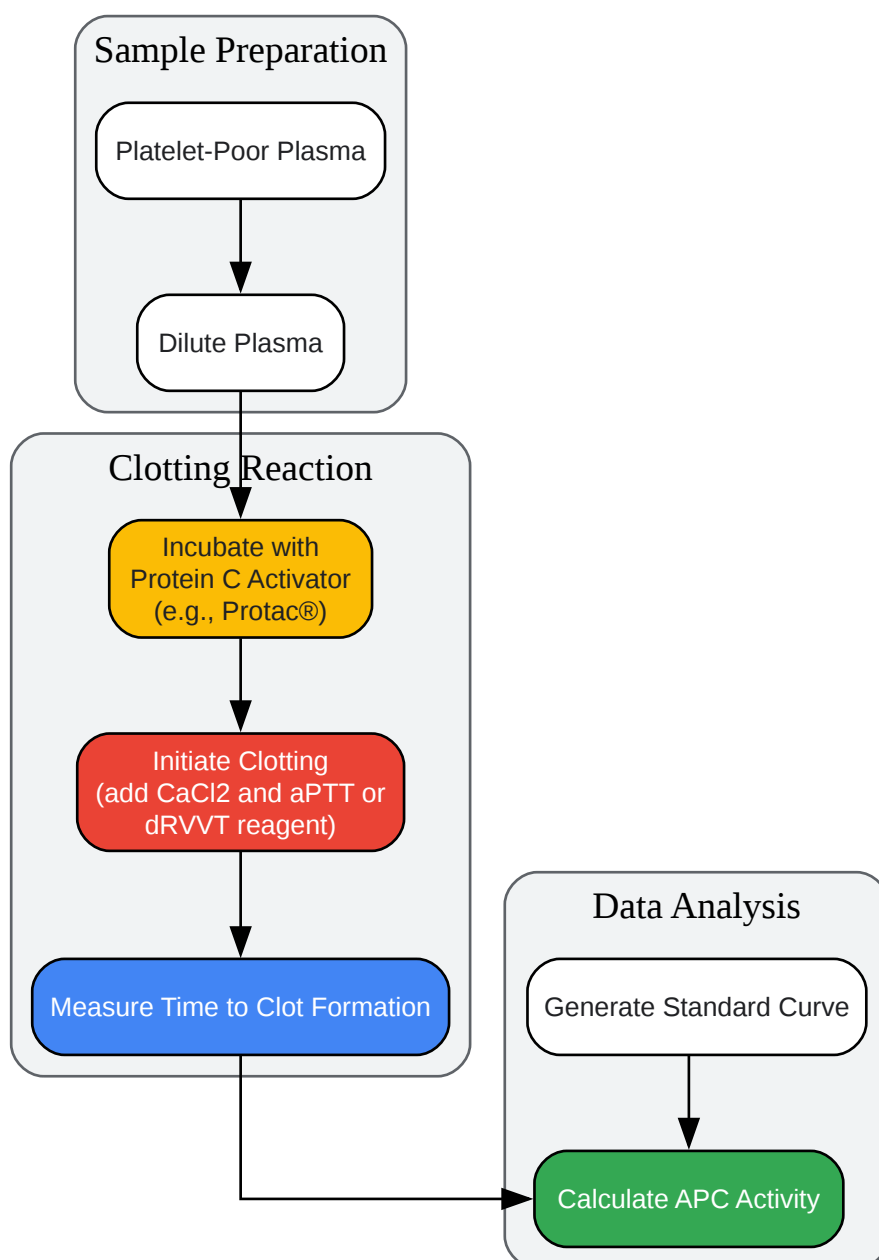 Sample Preparation
Platelet-Poor Plasma
Dilute Plasma
Clotting Reaction
Incubate with
Protein C Activator
(e.g., Protac®)
Initiate Clotting
(add CaCl2 and aPTT or
dRVVT reagent)
Measure Time to Clot Formation
Data Analysis
Generate Standard Curve
Calculate APC Activity